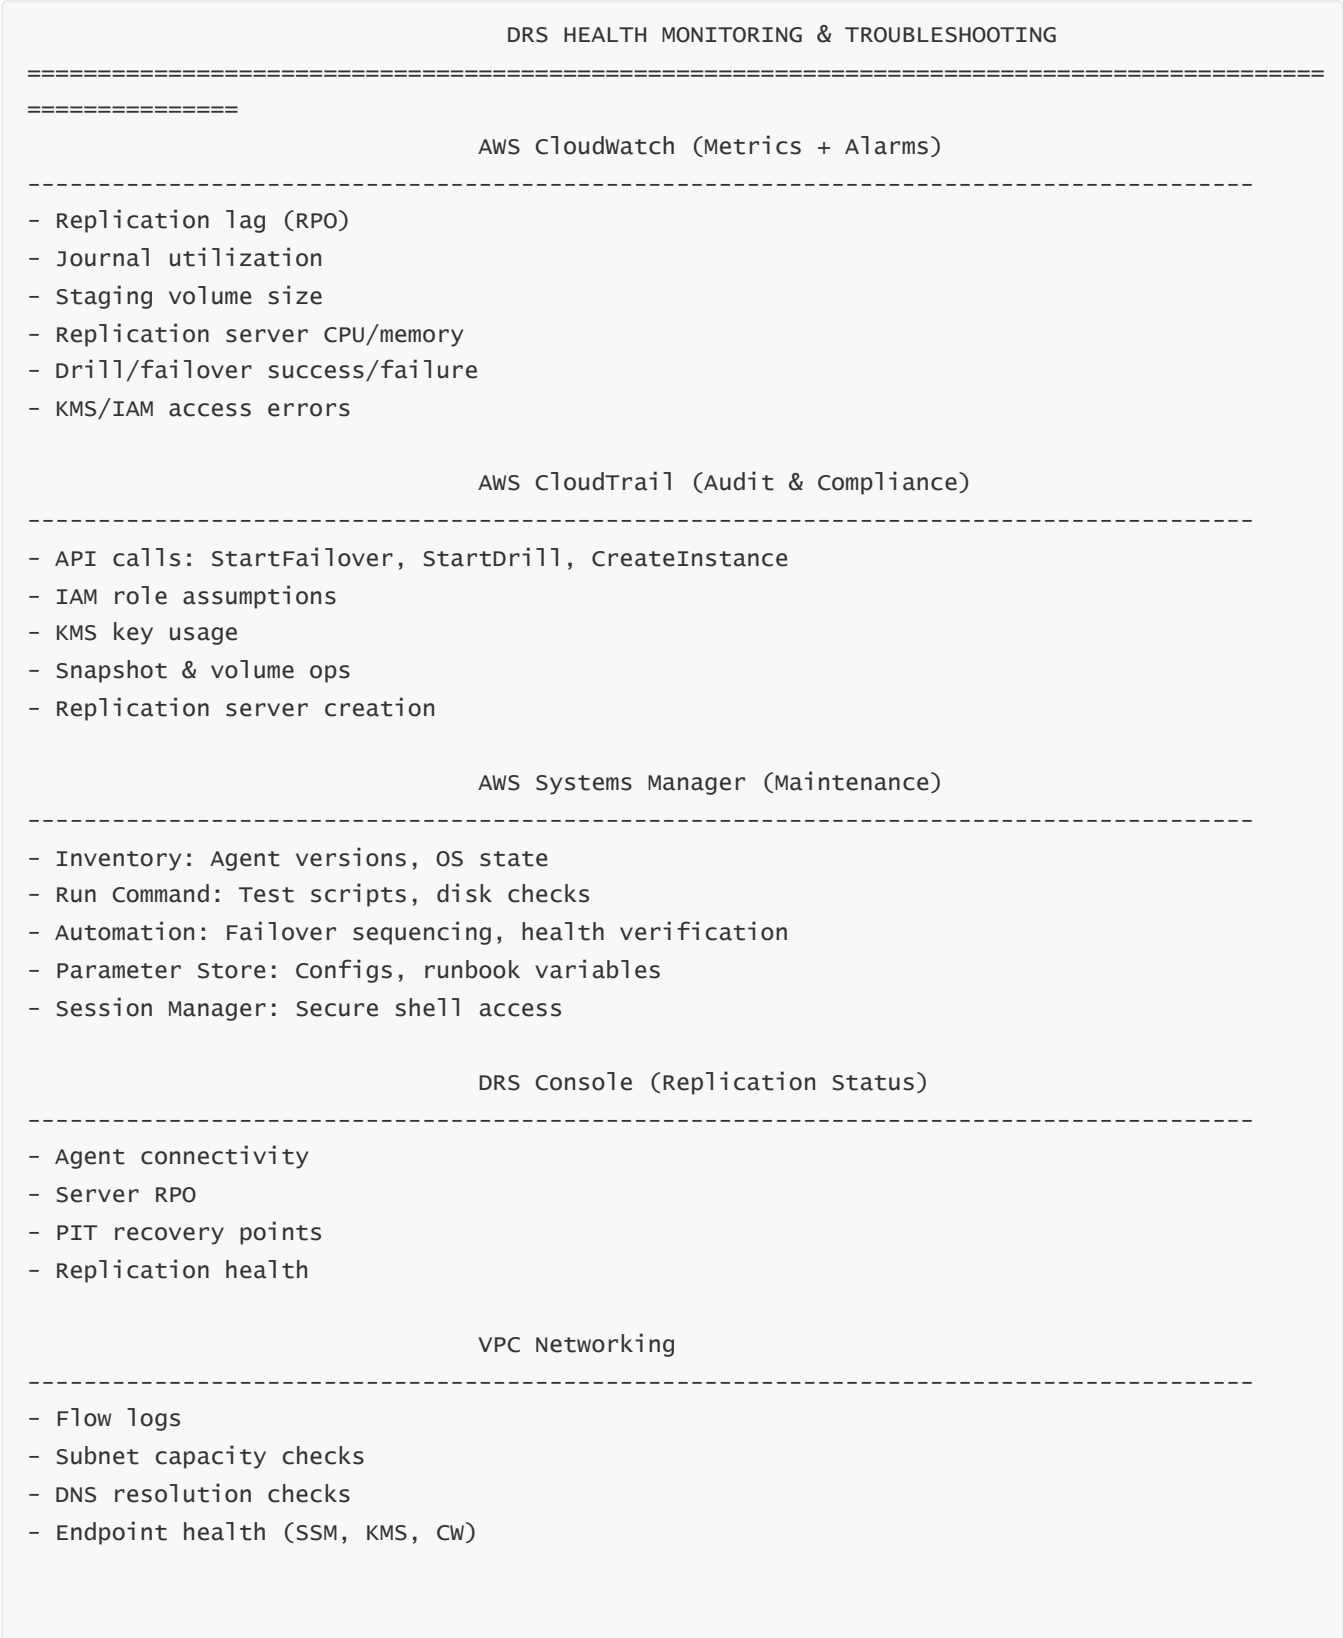 DRS HEALTH MONITORING & TROUBLESHOOTING
============================================================================================
===============
AWS CloudWatch (Metrics + Alarms)
---------------------------------------------------------------------------------------
- Replication lag (RPO)
- Journal utilization
- Staging volume size
- Replication server CPU/memory
- Drill/failover success/failure
- KMS/IAM access errors
AWS CloudTrail (Audit & Compliance)
---------------------------------------------------------------------------------------
- API calls: StartFailover, StartDrill, CreateInstance
- IAM role assumptions
- KMS key usage
- Snapshot & volume ops
- Replication server creation
AWS Systems Manager (Maintenance)
---------------------------------------------------------------------------------------
- Inventory: Agent versions, OS state
- Run Command: Test scripts, disk checks
- Automation: Failover sequencing, health verification
- Parameter Store: Configs, runbook variables
- Session Manager: Secure shell access
DRS Console (Replication Status)
---------------------------------------------------------------------------------------
- Agent connectivity
- Server RPO
- PIT recovery points
- Replication health
VPC Networking
---------------------------------------------------------------------------------------
- Flow logs
- Subnet capacity checks
- DNS resolution checks
- Endpoint health (SSM, KMS, CW)